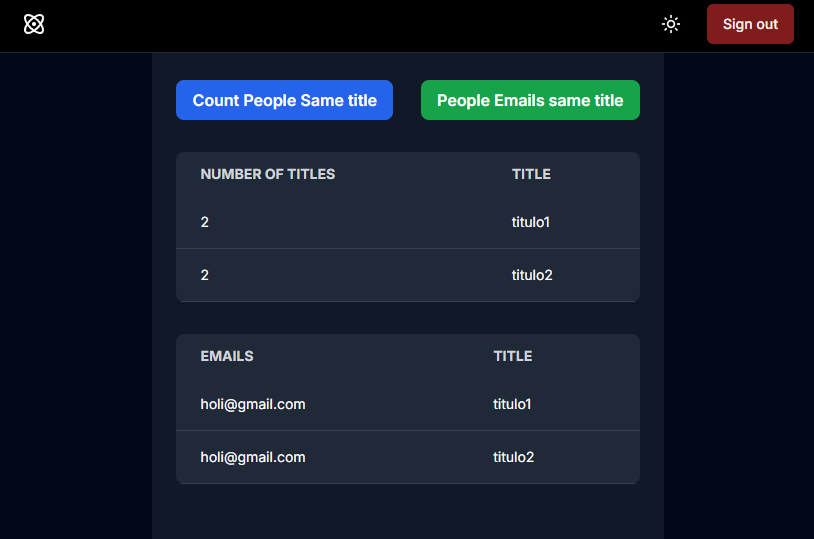 Sign out
Count People Same title People Emails same title
NUMBER OF TITLES TITLE
2 titulo1
2 titulo2
EMAILS TITLE
holi@gmail.com titulo1
holi@gmail.com titulo2